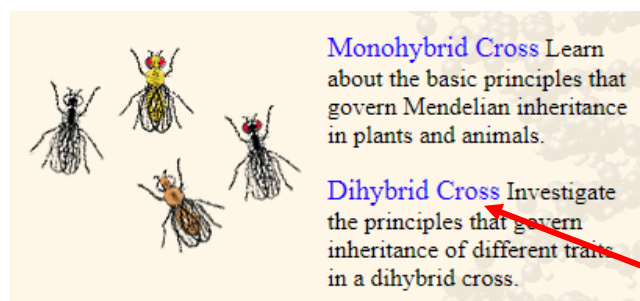 Monohybrid Cross Learn
about the basic principles that
govern Mendelian inheritance
in plants and animals.
Dihybrid Cross Investigate
the principles that govern
inheritance of different traits
in a dihybrid cross.